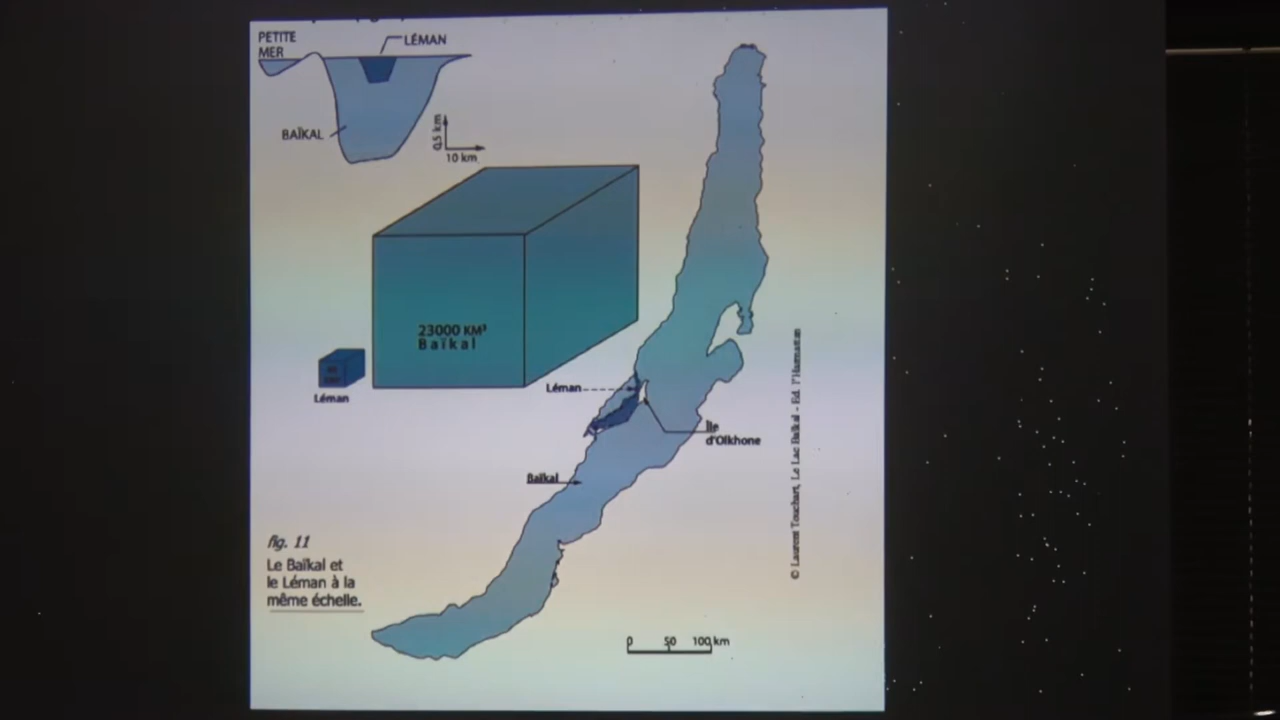 PETITE
MER
LÉMAN
BAÏKAL
0,5 km
10 km
23000 KM³
Baïkal
Léman
Léman
Île
d'Olkhone
Baïkal
fig. 11
Le Baïkal et
le Léman à la
même échelle.
0 50 100 km
© Laurent Touchart, Le Lac Baïkal - Ed. l'Harmattan